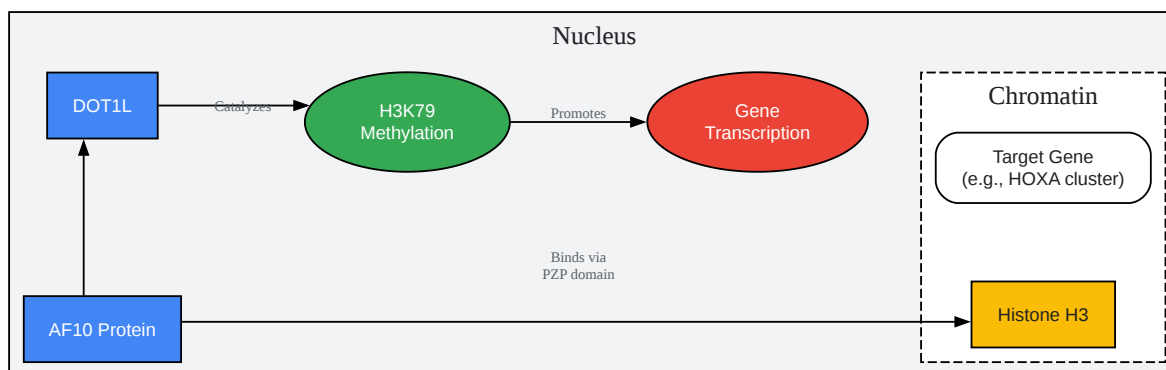 Nucleus
DOT1L
Catalyzes
H3K79
Methylation
Promotes
Gene
Transcription
Chromatin
Target Gene
(e.g., HOXA cluster)
Binds via
PZP domain
AF10 Protein
Histone H3